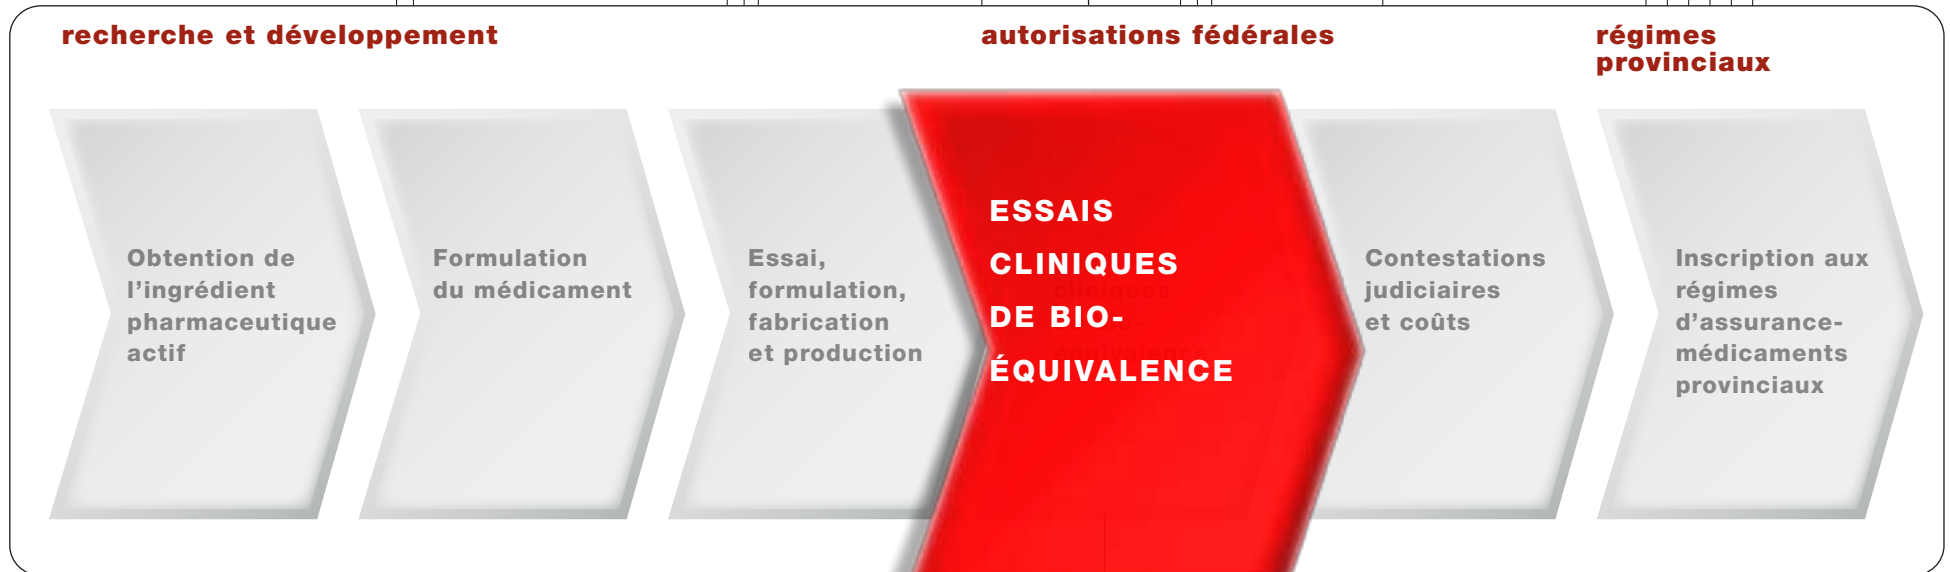 recherche et développement
autorisations fédérales
régimes
provinciaux
Obtention de
l’ingrédient
pharmaceutique
actif
Formulation
du médicament
Essai,
formulation,
fabrication
et production
ESSAIS
CLINIQUES
DE BIO-
ÉQUIVALENCE
Contestations
judiciaires
et coûts
Inscription aux
régimes
d’assurance-
médicaments
provinciaux